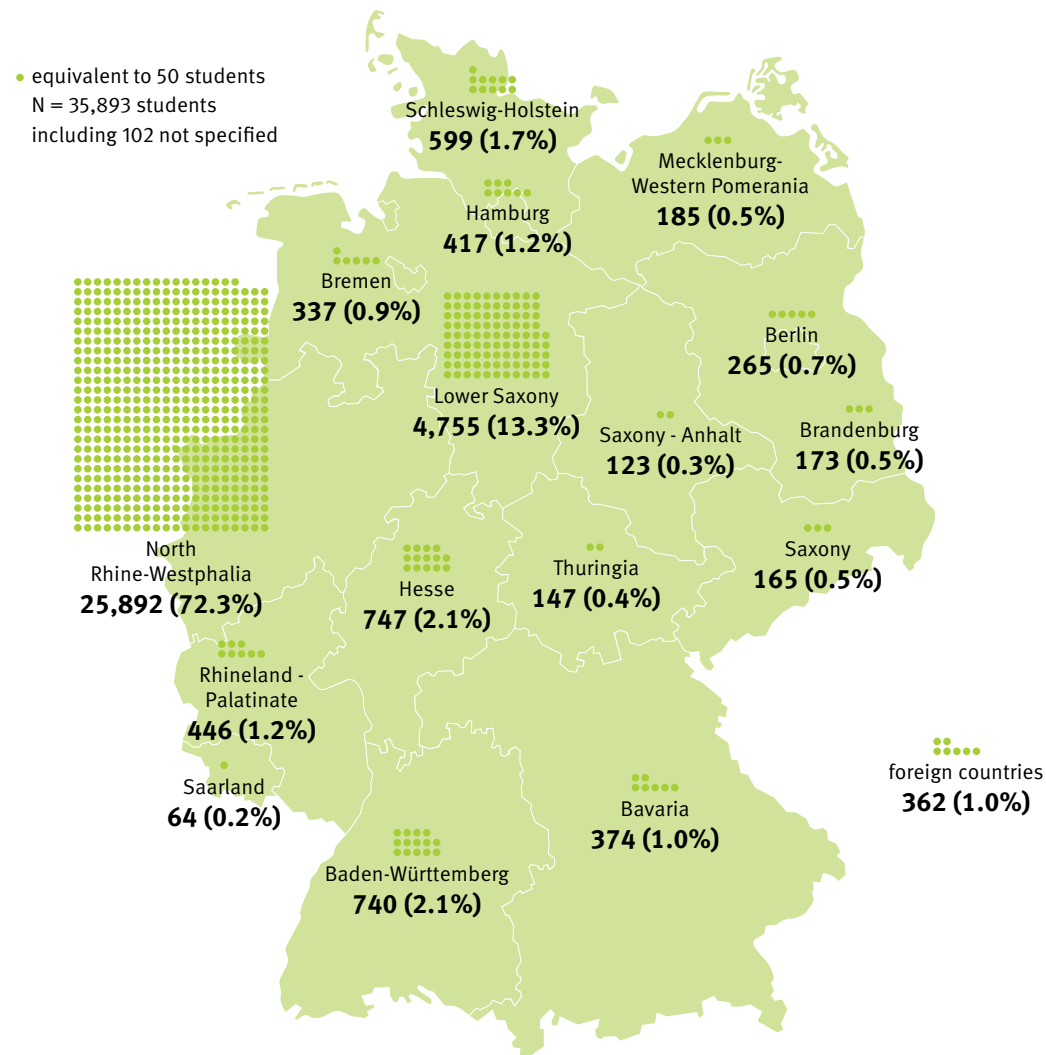 equivalent to 50 students
N = 35,893 students
including 102 not specified
Schleswig-Holstein
599 (1.7%)
Mecklenburg-
Western Pomerania
185 (0.5%)
Hamburg
417 (1.2%)
Bremen
337 (0.9%)
Berlin
265 (0.7%)
Lower Saxony
4,755 (13.3%)
Saxony - Anhalt
123 (0.3%)
Brandenburg
173 (0.5%)
North
Rhine-Westphalia
25,892 (72.3%)
Hesse
747 (2.1%)
Thuringia
147 (0.4%)
Saxony
165 (0.5%)
Rhineland -
Palatinate
446 (1.2%)
Saarland
64 (0.2%)
foreign countries
362 (1.0%)
Bavaria
374 (1.0%)
Baden-Württemberg
740 (2.1%)